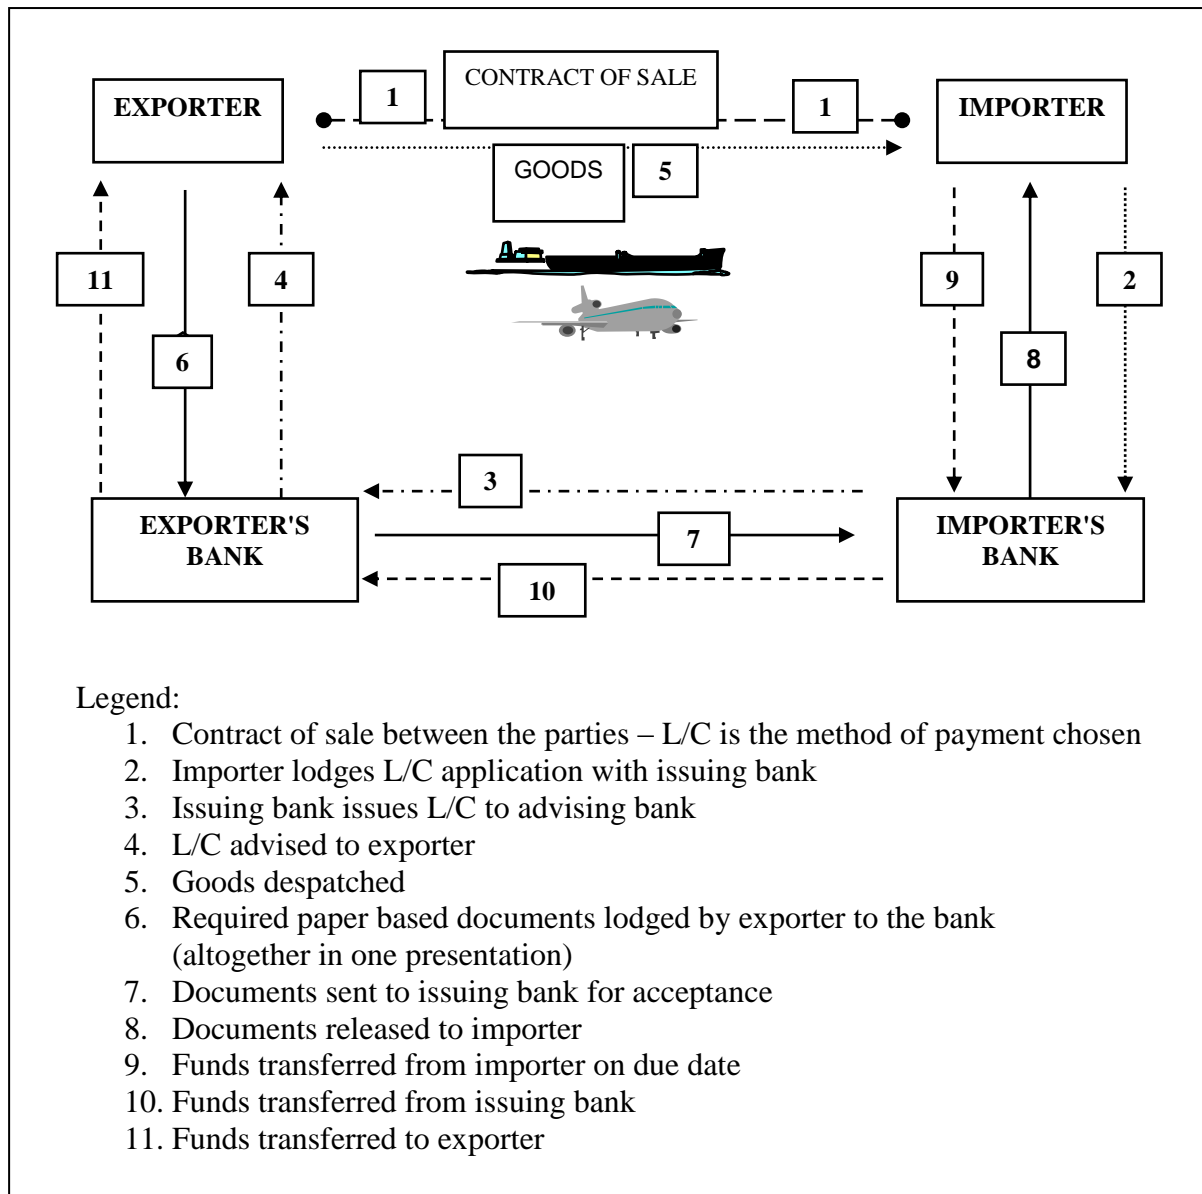 CONTRACT OF SALE
EXPORTER
1
1
IMPORTER
GOODS
5
11
4
9
2
6
8
3
EXPORTER'S
BANK
7
IMPORTER'S
BANK
10
Legend:
1. Contract of sale between the parties – L/C is the method of payment chosen
2. Importer lodges L/C application with issuing bank
3. Issuing bank issues L/C to advising bank
4. L/C advised to exporter
5. Goods despatched
6. Required paper based documents lodged by exporter to the bank
(altogether in one presentation)
7. Documents sent to issuing bank for acceptance
8. Documents released to importer
9. Funds transferred from importer on due date
10. Funds transferred from issuing bank
11. Funds transferred to exporter